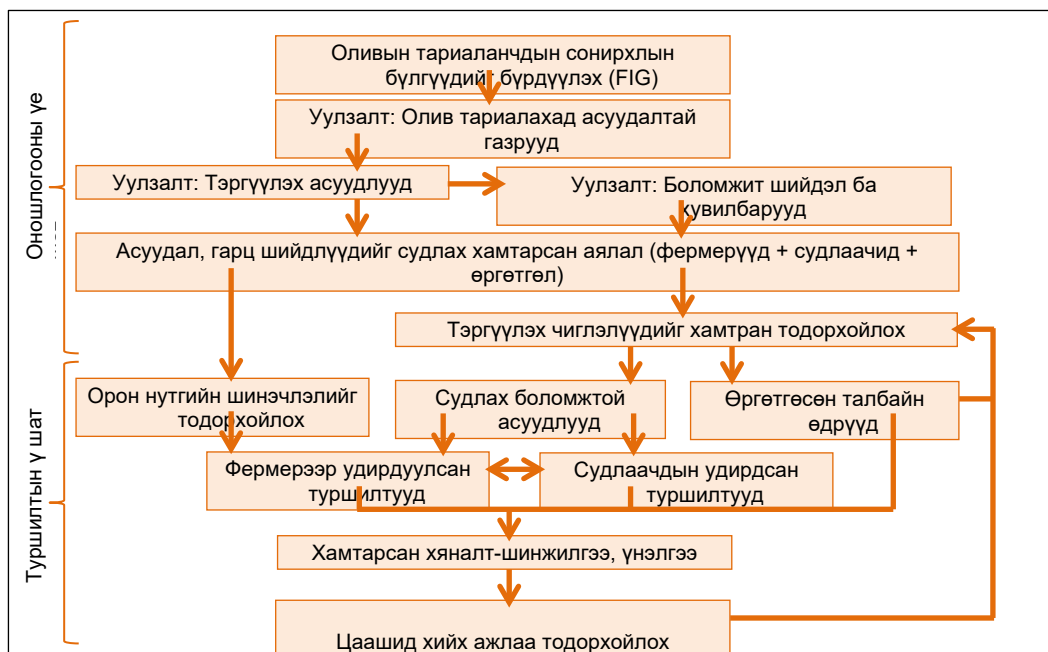 Оливын тариаланчдын сонирхлын
бүлгүүдийг бүрдүүлэх (FIG)
Уулзалт: Олив тариалахад асуудалтай
газрууд
Уулзалт: Тэргүүлэх асуудлууд
Уулзалт: Боломжит шийдэл ба
хувилбарууд
Асуудал, гарц шийдлүүдийг судлах хамтарсан аялал (фермерүүд + судлаачид +
өргөтгөл)
Тэргүүлэх чиглэлүүдийг хамтран тодорхойлох
Оношлогооны үе
Орон нутгийн шинэчлэлийг
тодорхойлох
Судлах боломжтой
асуудлууд
Өргөтгөсөн талбайн
өдрүүд
Фермерээр удирдуулсан
туршилтууд
Судлаачдын удирдсан
туршилтууд
Хамтарсан хяналт-шинжилгээ, үнэлгээ
Цаашид хийх ажлаа тодорхойлох
Туршилтын ү шат